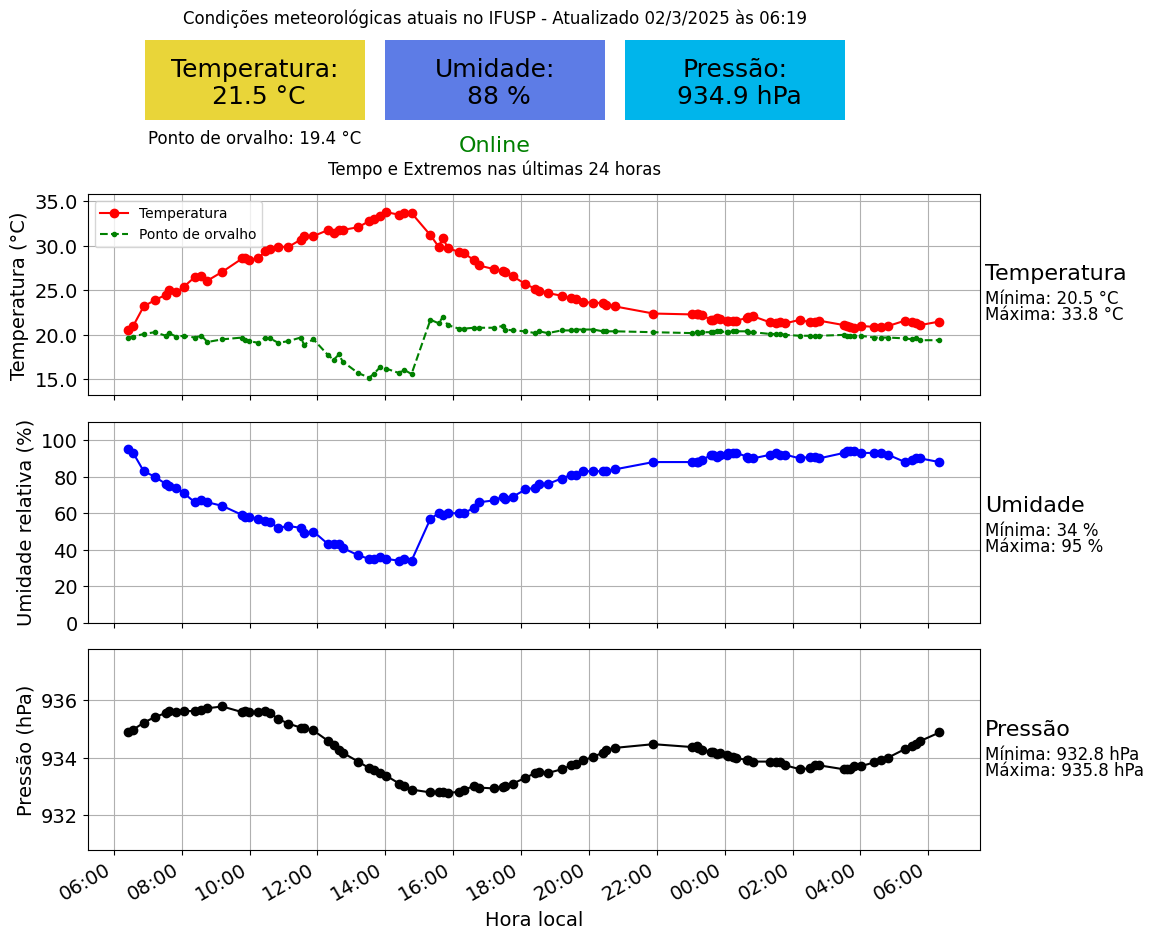 Condições meteorológicas atuais no IFUSP - Atualizado 02/3/2025 às 06:19
Temperatura:
21.5 °C
Umidade:
88 %
Pressão:
934.9 hPa
Ponto de orvalho: 19.4 °C
Online
Tempo e Extremos nas últimas 24 horas
Temperatura (°C)
35.0
30.0
25.0
20.0
15.0
Temperatura
Ponto de orvalho
Temperatura
Mínima: 20.5 °C
Máxima: 33.8 °C
Umidade relativa (%)
100
80
60
40
20
0
Umidade
Mínima: 34 %
Máxima: 95 %
Pressão (hPa)
936
934
932
Pressão
Mínima: 932.8 hPa
Máxima: 935.8 hPa
06:00 08:00 10:00 12:00 14:00 16:00 18:00 20:00 22:00 00:00 02:00 04:00 06:00
Hora local